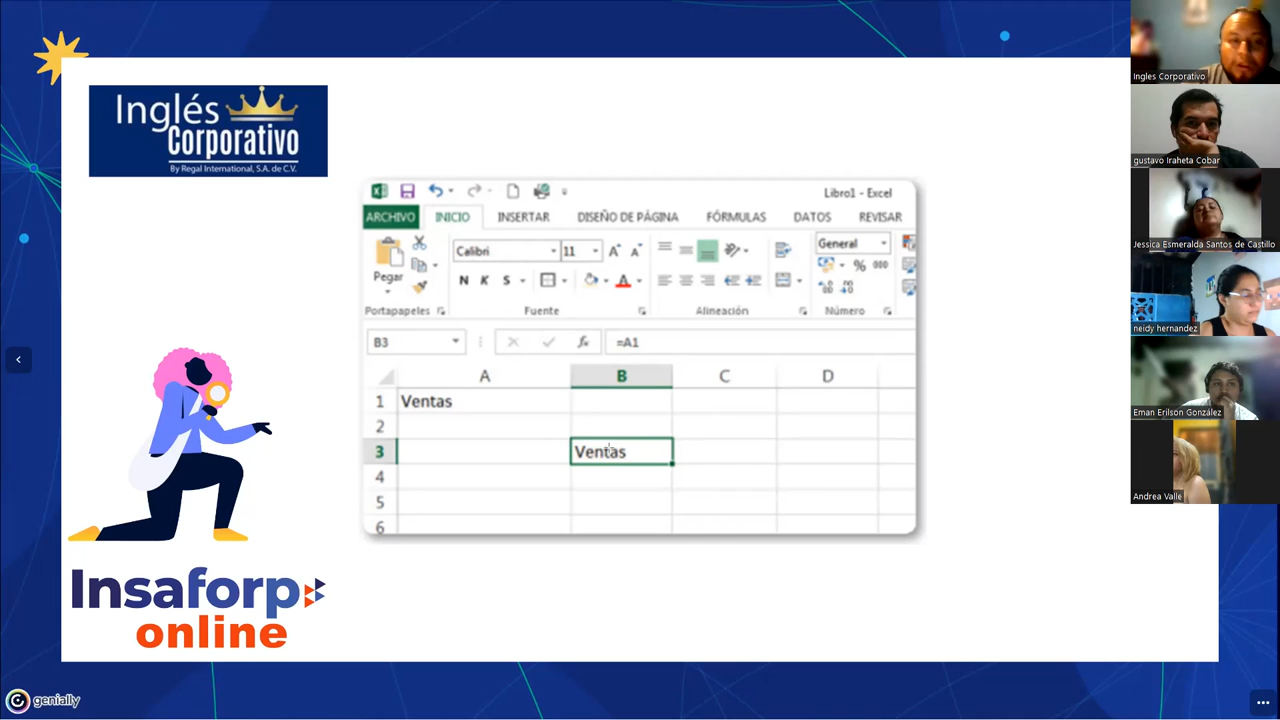 Inglés
Corporativo
By Regal International, S.A. de C.V.
Libro1 - Excel
ARCHIVO INICIO INSERTAR DISEÑO DE PÁGINA FÓRMULAS DATOS REVISAR
Calibri 11 General
Pegar
N K S % 000
Portapapeles Fuente Alineación Número
B3 fx =A1
A B C D
1 Ventas
2
3 Ventas
4
5
6
Insaforp
online
genially
Ingles Corporativo
gustavo Iraheta Cobar
Jessica Esmeralda Santos de Castillo
neidy hernandez
Eman Erilson González
Andrea Valle